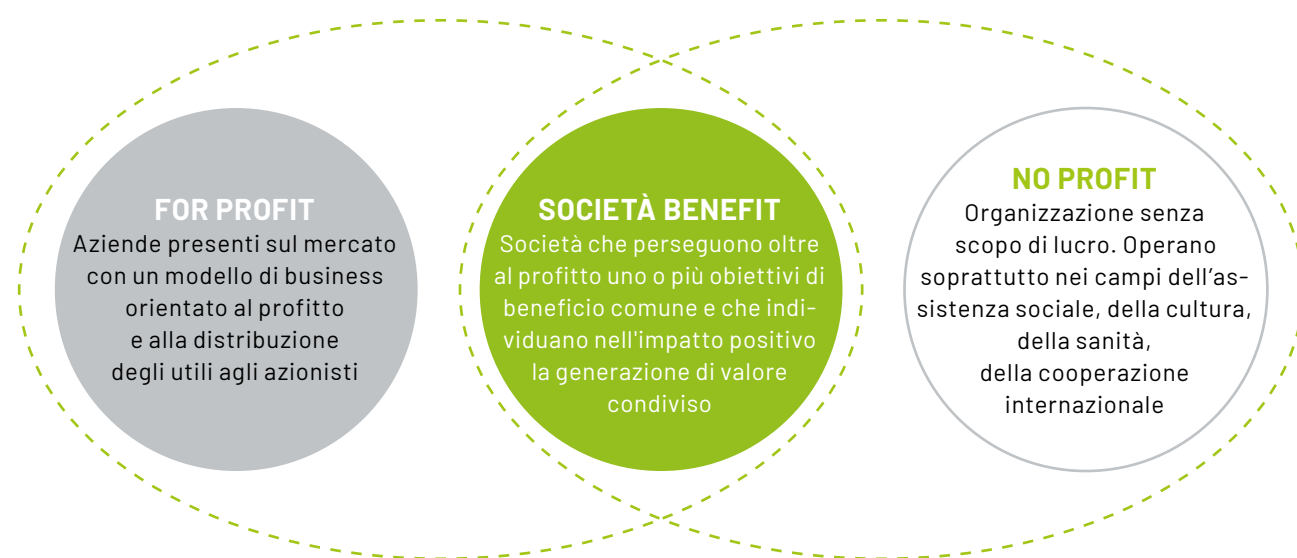 FOR PROFIT
Aziende presenti sul mercato
con un modello di business
orientato al profitto
e alla distribuzione
degli utili agli azionisti
SOCIETÀ BENEFIT
Società che perseguono oltre
al profitto uno o più obiettivi di
beneficio comune e che indi-
viduano nell'impatto positivo
la generazione di valore
condiviso
NO PROFIT
Organizzazione senza
scopo di lucro. Operano
soprattutto nei campi dell’as-
sistenza sociale, della cultura,
della sanità,
della cooperazione
internazionale